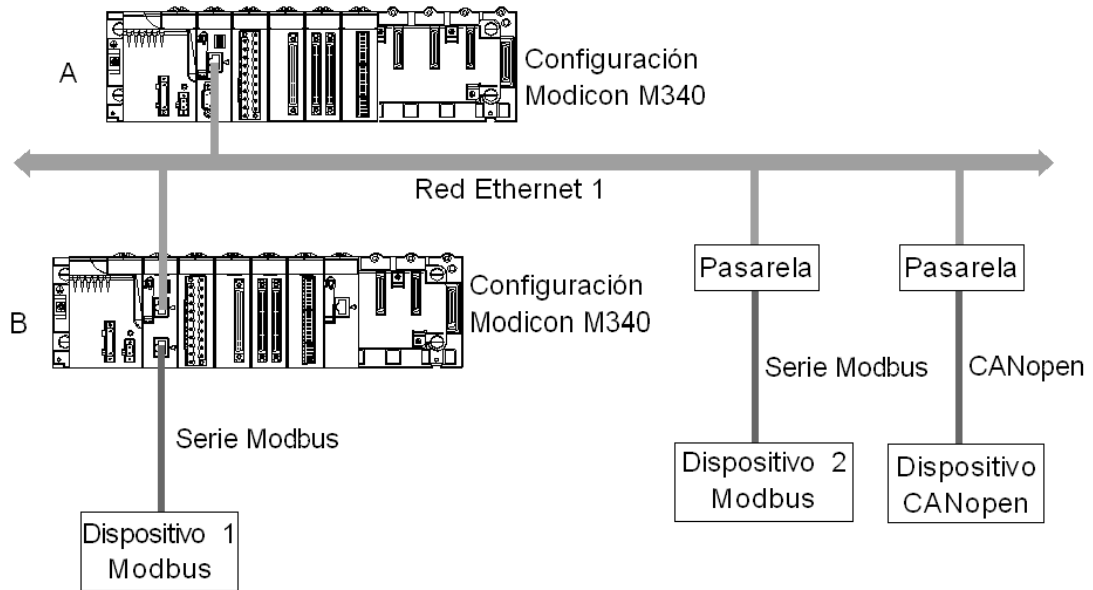 A
Configuración
Modicon M340
Red Ethernet 1
Pasarela
Pasarela
B
Configuración
Modicon M340
Serie Modbus
CANopen
Serie Modbus
Dispositivo 2
Modbus
Dispositivo
CANopen
Dispositivo 1
Modbus